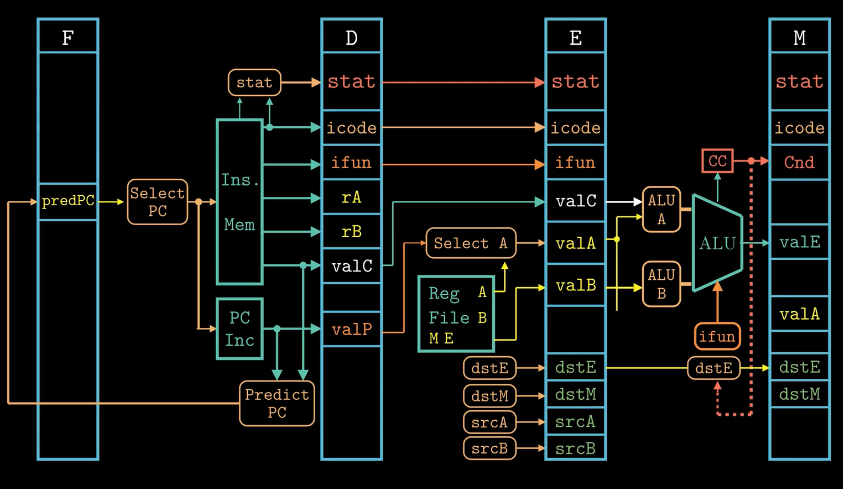 F
D
E
M
stat
stat
stat
stat
icode
icode
icode
Ins.
Mem
ifun
ifun
CC
Cnd
predPC
Select
PC
rA
valC
ALU
A
rB
valA
Select A
ALU
valE
valC
Reg A
File B
M E
valB
ALU
B
PC
Inc
valP
valA
ifun
dstE
dstE
dstE
dstE
Predict
PC
dstM
dstM
dstM
srcA
srcA
srcB
srcB